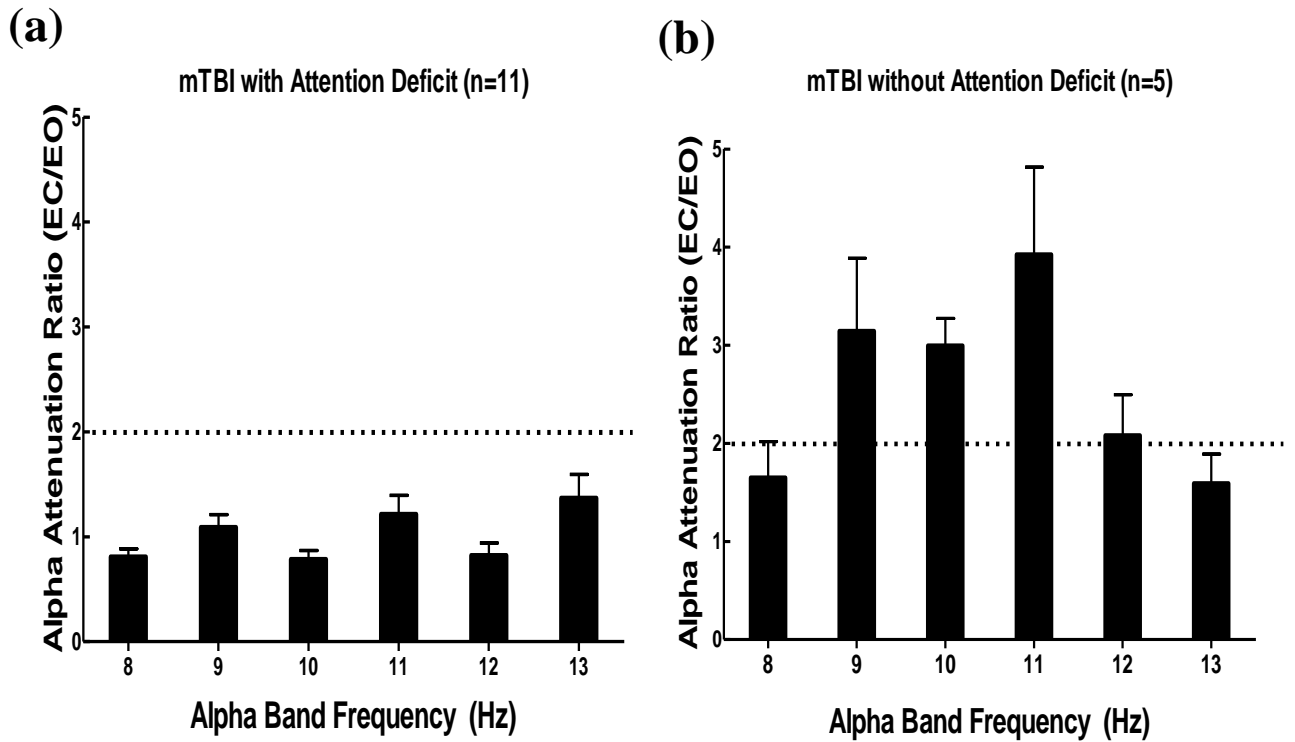 (a)
mTBI with Attention Deficit (n=11)
Alpha Attenuation Ratio (EC/EO)
5
4
3
2
1
0
8 9 10 11 12 13
Alpha Band Frequency (Hz)
(b)
mTBI without Attention Deficit (n=5)
Alpha Attenuation Ratio (EC/EO)
5
4
3
2
1
0
8 9 10 11 12 13
Alpha Band Frequency (Hz)